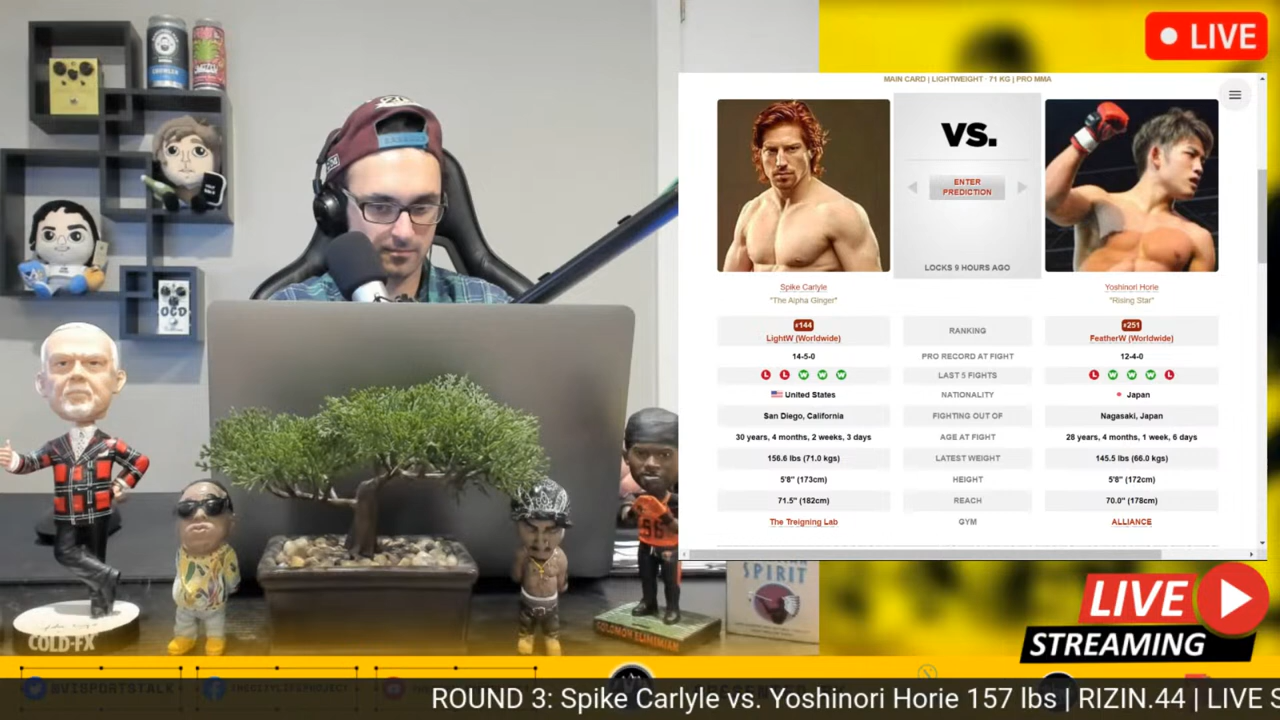 LIVE
MAIN CARD | LIGHTWEIGHT · 71 KG | PRO MMA
VS.
ENTER
PREDICTION
LOCKS 9 HOURS AGO
Spike Carlyle
Yoshinori Horie
"The Alpha Ginger"
"Rising Star"
#144
RANKING
#251
LightW (Worldwide)
FeatherW (Worldwide)
14-5-0
PRO RECORD AT FIGHT
12-4-0
L L W W W
LAST 5 FIGHTS
L W W W L
United States
NATIONALITY
Japan
San Diego, California
FIGHTING OUT OF
Nagasaki, Japan
30 years, 4 months, 2 weeks, 3 days
AGE AT FIGHT
28 years, 4 months, 1 week, 6 days
156.6 lbs (71.0 kgs)
LATEST WEIGHT
145.5 lbs (66.0 kgs)
5'8" (173cm)
HEIGHT
5'8" (172cm)
71.5" (182cm)
REACH
70.0" (178cm)
The Treigning Lab
GYM
ALLIANCE
OCD
COLD-FX
SOLOMON ELIMIMIAN
SPIRIT
LIVE
STREAMING
@VISPORTSTALK
ROUND 3: Spike Carlyle vs. Yoshinori Horie 157 lbs | RIZIN.44 | LIVE S